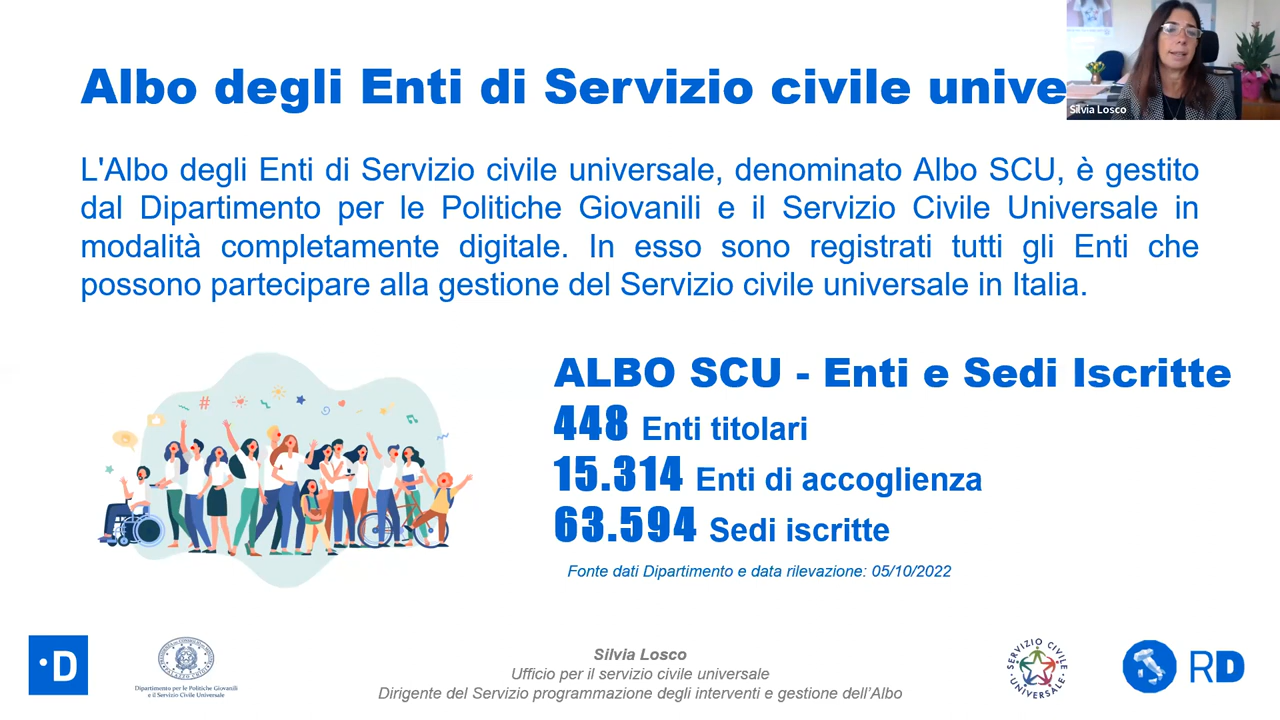 Albo degli Enti di Servizio civile unive
Silvia Losco
L'Albo degli Enti di Servizio civile universale, denominato Albo SCU, è gestito
dal Dipartimento per le Politiche Giovanili e il Servizio Civile Universale in
modalità completamente digitale. In esso sono registrati tutti gli Enti che
possono partecipare alla gestione del Servizio civile universale in Italia.
#
ALBO SCU - Enti e Sedi Iscritte
448 Enti titolari
15.314 Enti di accoglienza
63.594 Sedi iscritte
Fonte dati Dipartimento e data rilevazione: 05/10/2022
Silvia Losco
Ufficio per il servizio civile universale
Dirigente del Servizio programmazione degli interventi e gestione dell'Albo
D
Dipartimento per le Politiche Giovanili
e il Servizio Civile Universale
SERVIZIO CIVILE
UNIVERSALE
RD